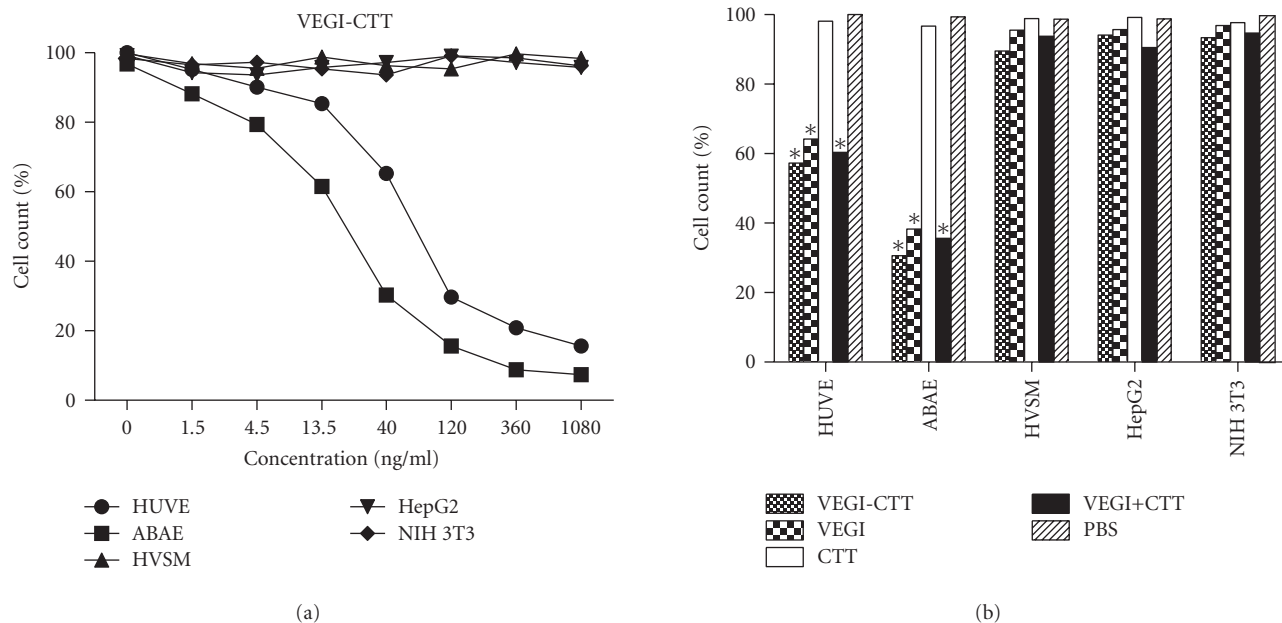 VEGI-CTT
100
80
60
40
20
0
Cell count (%)
0 1.5 4.5 13.5 40 120 360 1080
Concentration (ng/ml)
HUVE
ABAE
HVSM
HepG2
NIH 3T3
(a)
100
80
60
40
20
0
Cell count (%)
* * *
* * *
HUVE
ABAE
HVSM
HepG2
NIH 3T3
VEGI-CTT
VEGI
CTT
VEGI+CTT
PBS
(b)